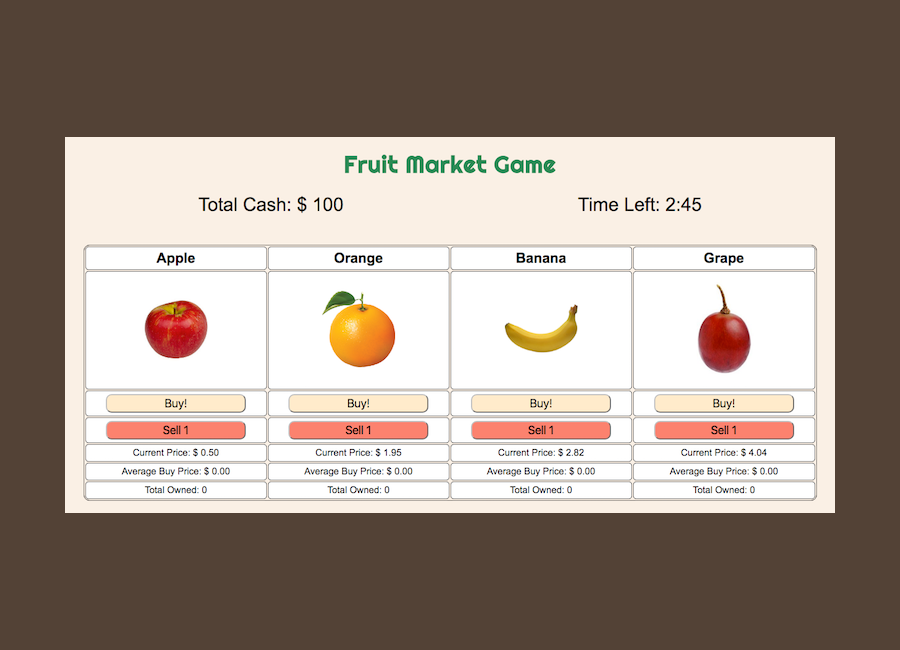 Fruit Market Game
Total Cash: $ 100 Time Left: 2:45
Apple Orange Banana Grape
Buy! Buy! Buy! Buy!
Sell 1 Sell 1 Sell 1 Sell 1
Current Price: $ 0.50 Current Price: $ 1.95 Current Price: $ 2.82 Current Price: $ 4.04
Average Buy Price: $ 0.00 Average Buy Price: $ 0.00 Average Buy Price: $ 0.00 Average Buy Price: $ 0.00
Total Owned: 0 Total Owned: 0 Total Owned: 0 Total Owned: 0